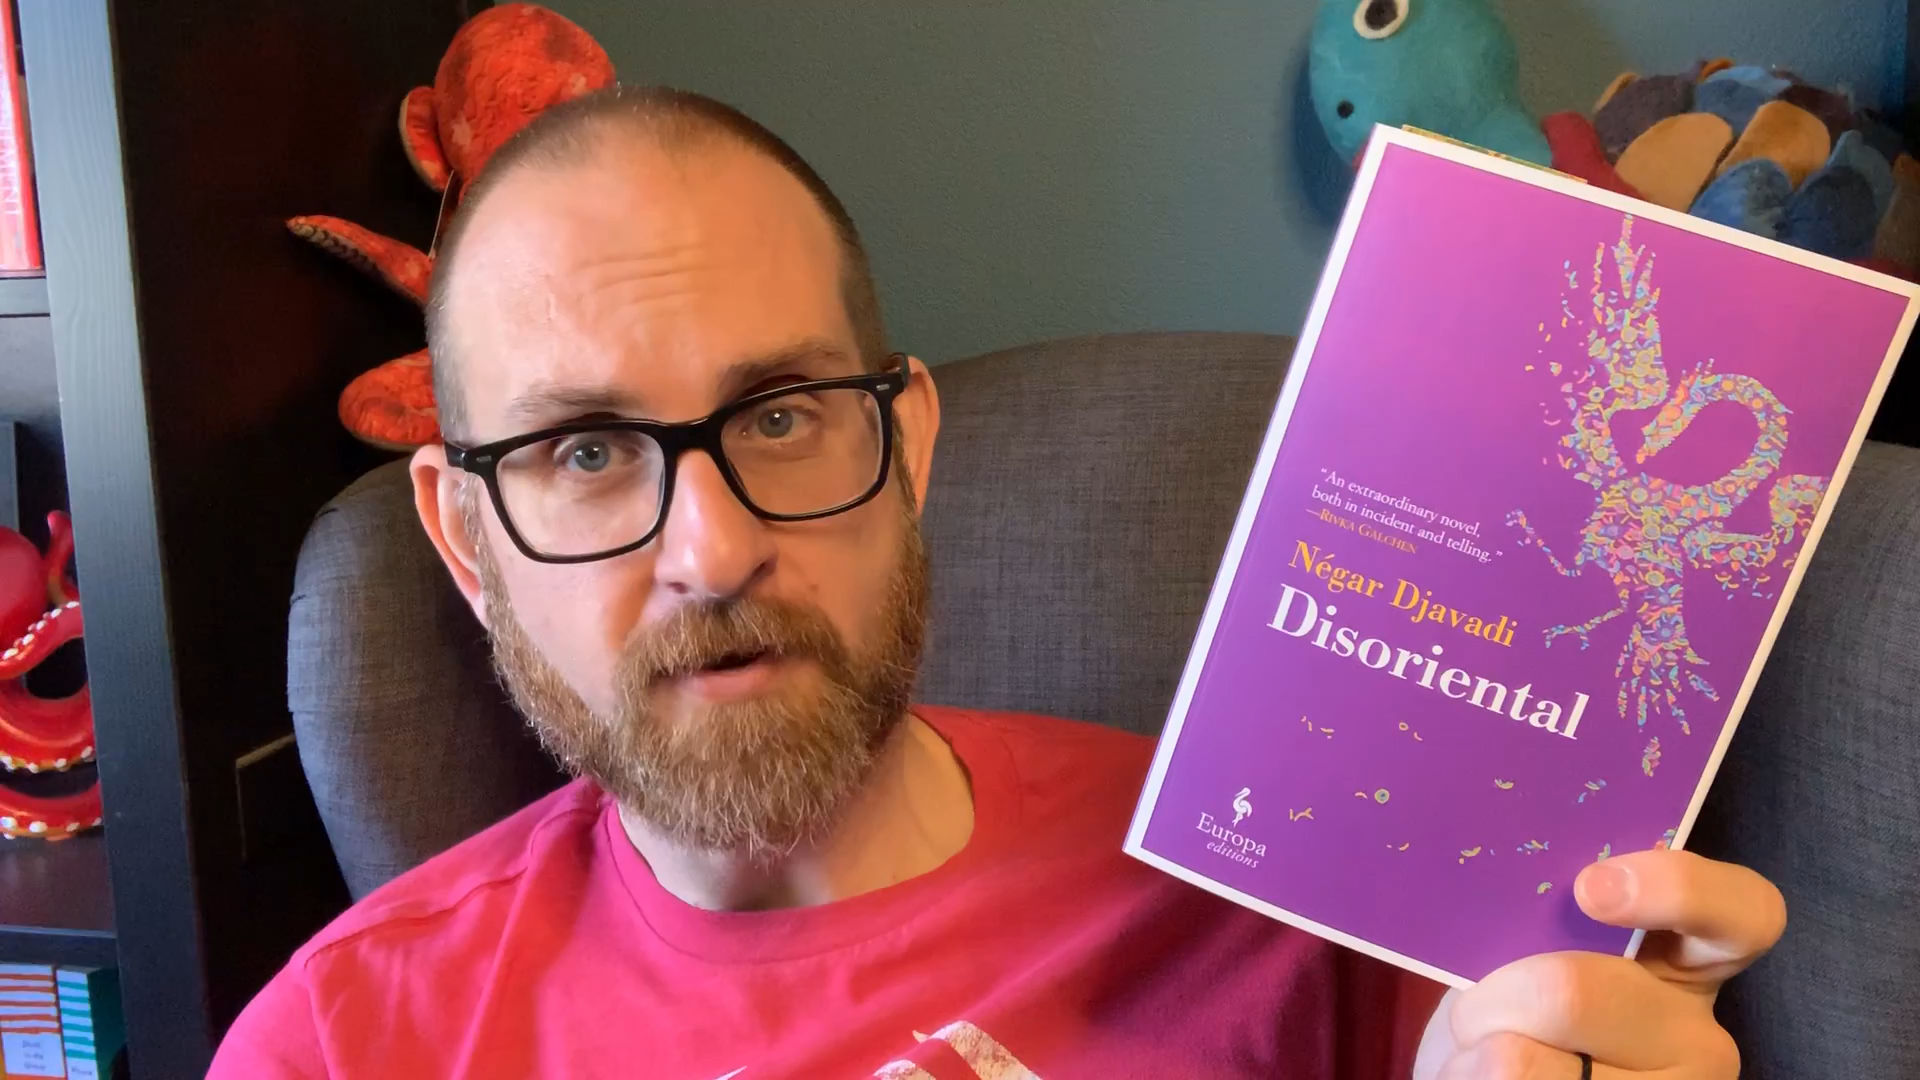 “An extraordinary novel,
both in incident and telling.”
—RIVKA GALCHEN
Négar Djavadi
Disoriental
Europa
editions